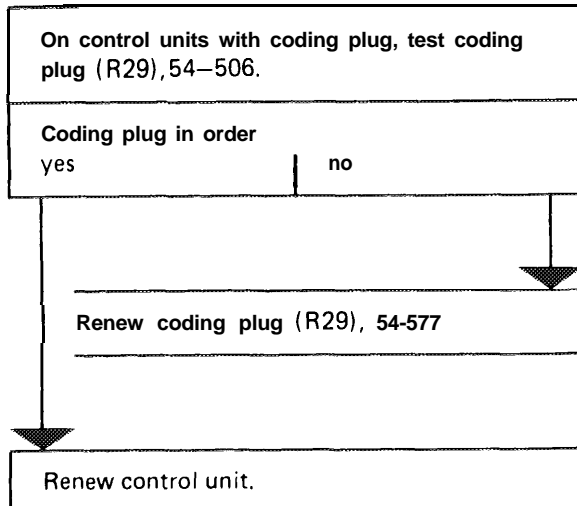 On control units with coding plug, test coding
plug (R29),54–506.
Coding plug in order
yes no
Renew coding plug (R29), 54-577
Renew control unit.